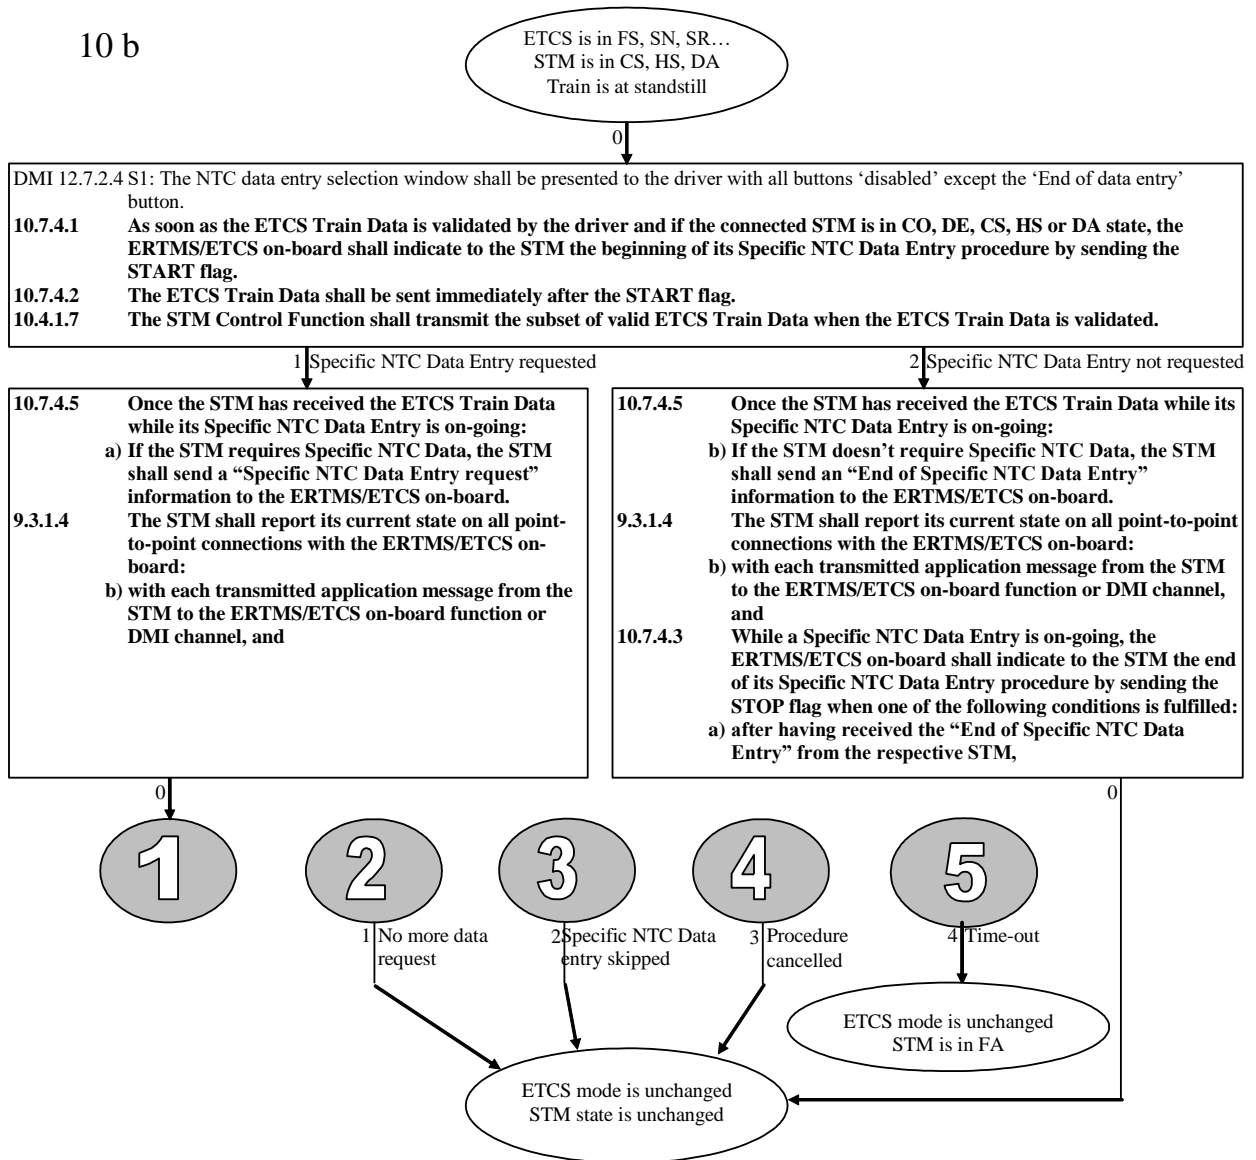 10 b
ETCS is in FS, SN, SR…
STM is in CS, HS, DA
Train is at standstill
0
DMI 12.7.2.4 S1: The NTC data entry selection window shall be presented to the driver with all buttons ‘disabled’ except the ‘End of data entry’
button.
10.7.4.1 As soon as the ETCS Train Data is validated by the driver and if the connected STM is in CO, DE, CS, HS or DA state, the
ERTMS/ETCS on-board shall indicate to the STM the beginning of its Specific NTC Data Entry procedure by sending the
START flag.
10.7.4.2 The ETCS Train Data shall be sent immediately after the START flag.
10.4.1.7 The STM Control Function shall transmit the subset of valid ETCS Train Data when the ETCS Train Data is validated.
1 Specific NTC Data Entry requested
2 Specific NTC Data Entry not requested
10.7.4.5 Once the STM has received the ETCS Train Data
while its Specific NTC Data Entry is on-going:
a) If the STM requires Specific NTC Data, the STM
shall send a “Specific NTC Data Entry request”
information to the ERTMS/ETCS on-board.
9.3.1.4 The STM shall report its current state on all point-
to-point connections with the ERTMS/ETCS on-
board:
b) with each transmitted application message from the
STM to the ERTMS/ETCS on-board function or
DMI channel, and
10.7.4.5 Once the STM has received the ETCS Train Data while its
Specific NTC Data Entry is on-going:
b) If the STM doesn’t require Specific NTC Data, the STM
shall send an “End of Specific NTC Data Entry”
information to the ERTMS/ETCS on-board.
9.3.1.4 The STM shall report its current state on all point-to-point
connections with the ERTMS/ETCS on-board:
b) with each transmitted application message from the STM
to the ERTMS/ETCS on-board function or DMI channel,
and
10.7.4.3 While a Specific NTC Data Entry is on-going, the
ERTMS/ETCS on-board shall indicate to the STM the end
of its Specific NTC Data Entry procedure by sending the
STOP flag when one of the following conditions is fulfilled:
a) after having received the “End of Specific NTC Data
Entry” from the respective STM,
0
0
1
2
3
4
5
1 No more data
request
2 Specific NTC Data
entry skipped
3 Procedure
cancelled
4 Time-out
ETCS mode is unchanged
STM is in FA
ETCS mode is unchanged
STM state is unchanged